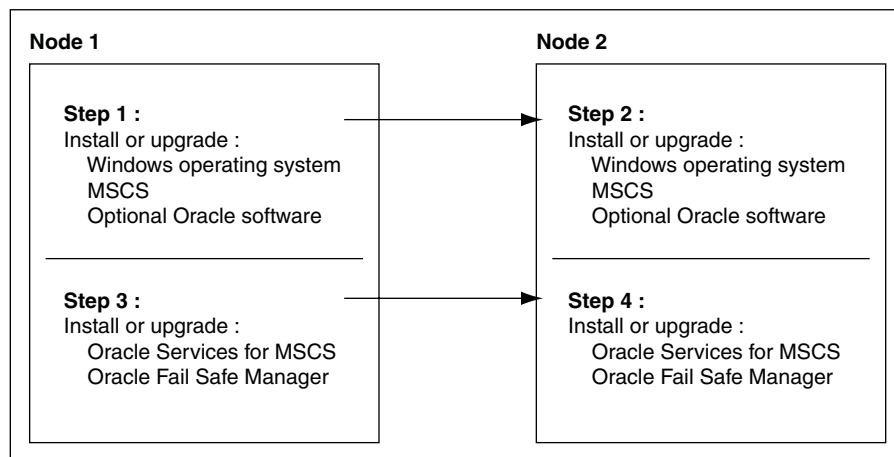 Node 1
Step 1 :
Install or upgrade :
Windows operating system
MSCS
Optional Oracle software
Step 3 :
Install or upgrade :
Oracle Services for MSCS
Oracle Fail Safe Manager
Node 2
Step 2 :
Install or upgrade :
Windows operating system
MSCS
Optional Oracle software
Step 4 :
Install or upgrade :
Oracle Services for MSCS
Oracle Fail Safe Manager